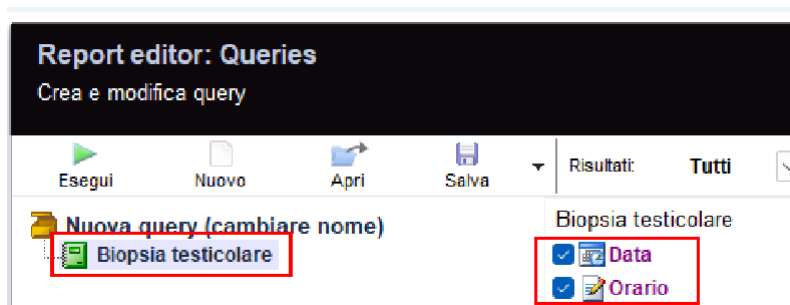 Report editor: Queries
Crea e modifica query
Esegui Nuovo Apri Salva Risultati: Tutti
Nuova query (cambiare nome)
Biopsia testicolare
Biopsia testicolare
Data
Orario